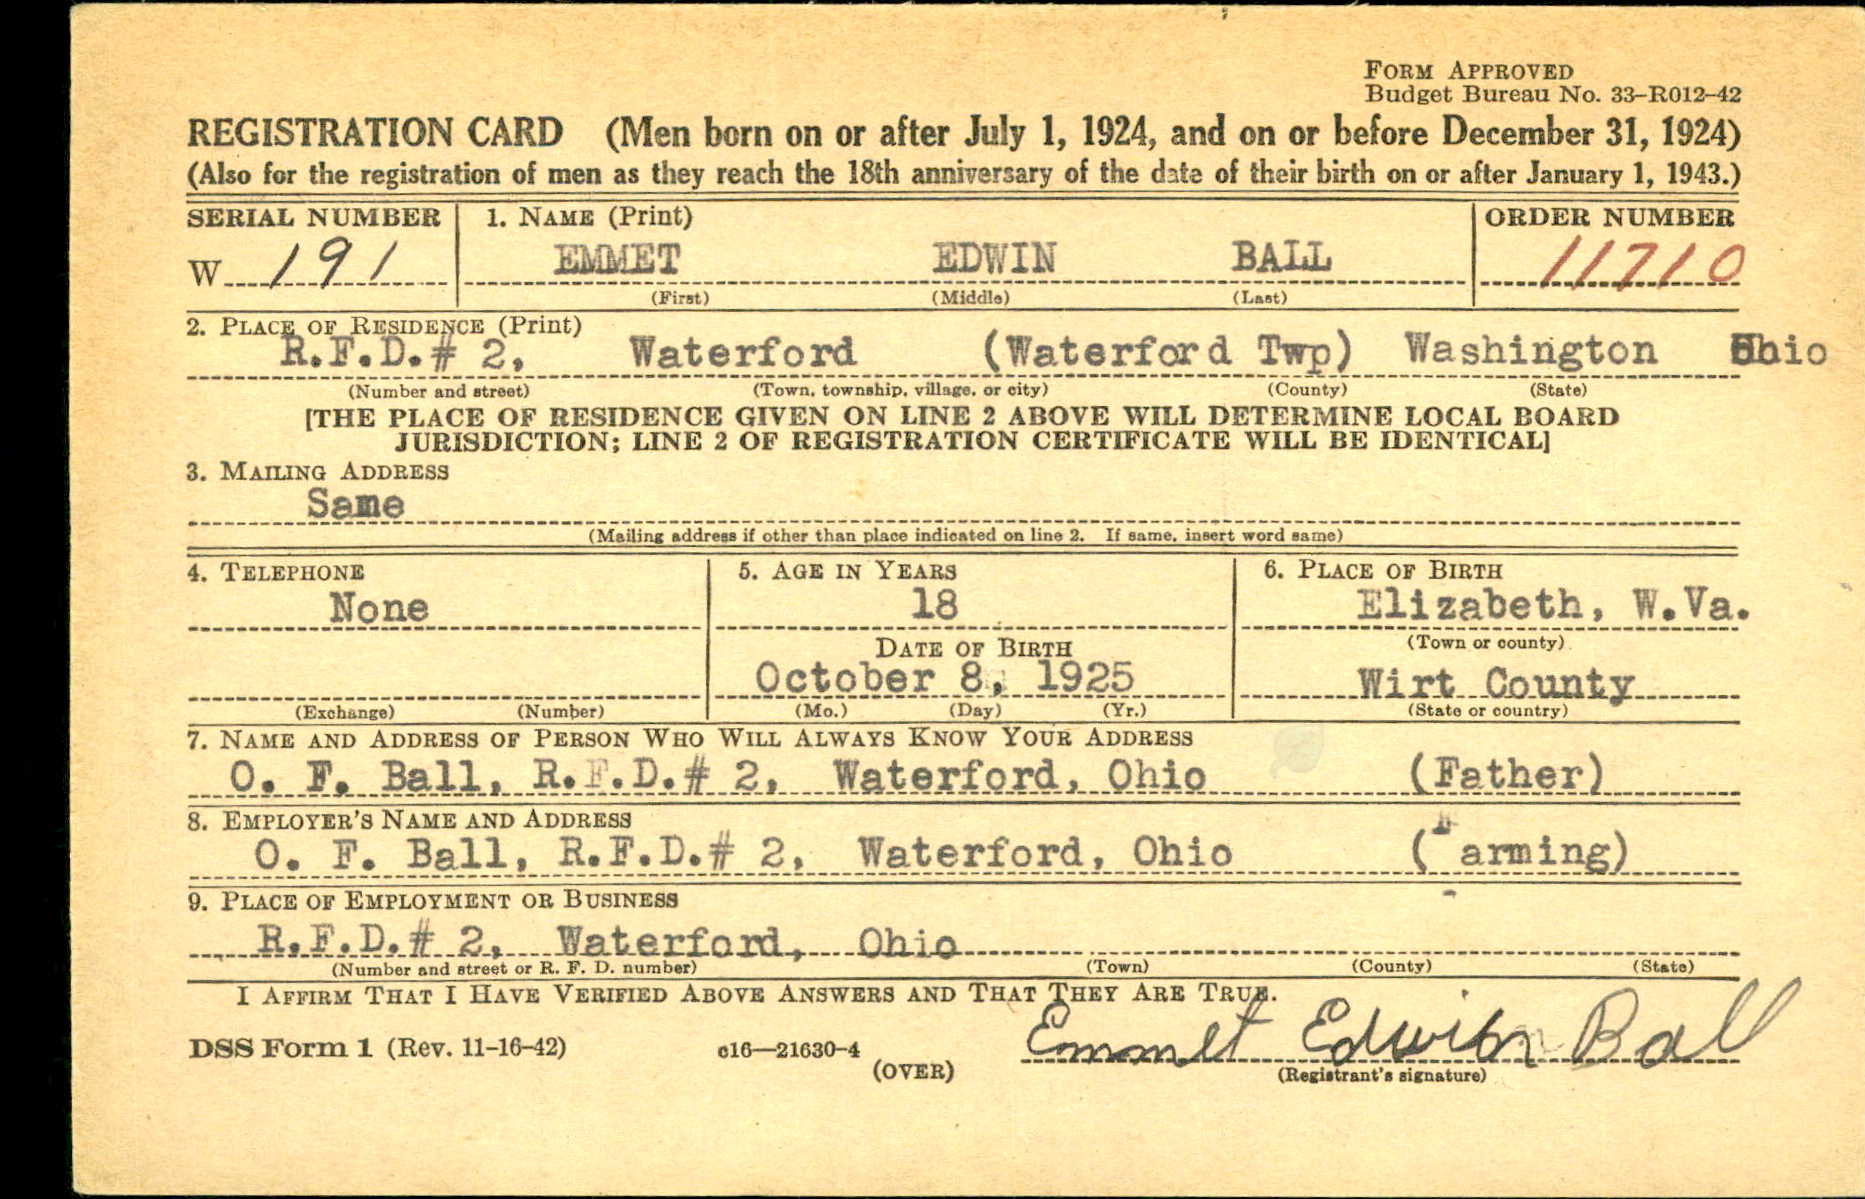 FORM APPROVED
Budget Bureau No. 33-R012-42
REGISTRATION CARD (Men born on or after July 1, 1924, and on or before December 31, 1924)
(Also for the registration of men as they reach the 18th anniversary of the date of their birth on or after January 1, 1943.)
SERIAL NUMBER 1. NAME (Print) ORDER NUMBER
W 191 EMMET EDWIN BALL 11710
(First) (Middle) (Last)
2. PLACE OF RESIDENCE (Print)
R.F.D.# 2, Waterford (Waterford Twp) Washington Ohio
(Number and street) (Town, township, village, or city) (County) (State)
[THE PLACE OF RESIDENCE GIVEN ON LINE 2 ABOVE WILL DETERMINE LOCAL BOARD
JURISDICTION; LINE 2 OF REGISTRATION CERTIFICATE WILL BE IDENTICAL]
3. MAILING ADDRESS
Same
(Mailing address if other than place indicated on line 2. If same, insert word same)
4. TELEPHONE 5. AGE IN YEARS 6. PLACE OF BIRTH
None 18 Elizabeth, W.Va.
DATE OF BIRTH (Town or county)
October 8, 1925 Wirt County
(Exchange) (Number) (Mo.) (Day) (Yr.) (State or country)
7. NAME AND ADDRESS OF PERSON WHO WILL ALWAYS KNOW YOUR ADDRESS
O. F. Ball, R.F.D.# 2, Waterford, Ohio (Father)
8. EMPLOYER'S NAME AND ADDRESS
O. F. Ball, R.F.D.# 2, Waterford, Ohio (Farming)
9. PLACE OF EMPLOYMENT OR BUSINESS
R.F.D.# 2, Waterford, Ohio
(Number and street or R. F. D. number) (Town) (County) (State)
I AFFIRM THAT I HAVE VERIFIED ABOVE ANSWERS AND THAT THEY ARE TRUE.
DSS Form 1 (Rev. 11-16-42) c16—21630-4 Emmet Edwin Ball
(OVER) (Registrant's signature)